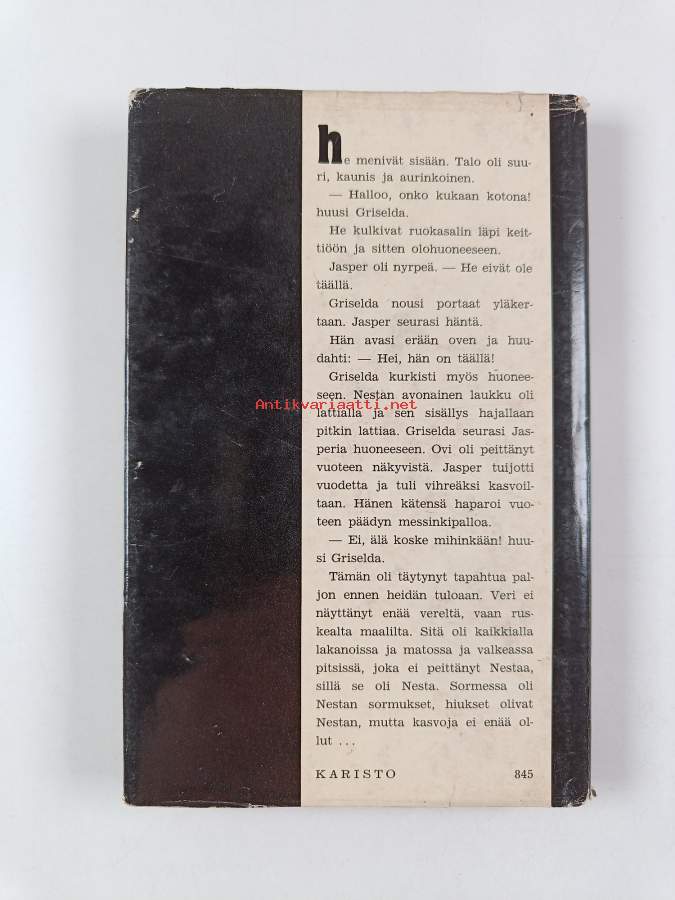 he menivät sisään. Talo oli suu-
ri, kaunis ja aurinkoinen.
— Halloo, onko kukaan kotona!
huusi Griselda.
He kulkivat ruokasalin läpi keit-
tiöön ja sitten olohuoneeseen.
Jasper oli nyrpeä. — He eivät ole
täällä.
Griselda nousi portaat yläker-
taan. Jasper seurasi häntä.
Hän avasi erään oven ja huu-
dahti: — Hei, hän on täällä!
Griselda kurkisti myös huonee-
seen. Nestan avonainen laukku oli
Antikvariaatti.net
lattialla ja sen sisällys hajallaan
pitkin lattiaa. Griselda seurasi Jas-
peria huoneeseen. Ovi oli peittänyt
vuoteen näkyvistä. Jasper tuijotti
vuodetta ja tuli vihreäksi kasvoil-
taan. Hänen kätensä haparoi vuo-
teen päädyn messinkipalloa.
— Ei, älä koske mihinkään! huu-
si Griselda.
Tämän oli täytynyt tapahtua pal-
jon ennen heidän tuloaan. Veri ei
näyttänyt enää vereltä, vaan rus-
kealta maalilta. Sitä oli kaikkialla
lakanoissa ja matossa ja valkeassa
pitsissä, joka ei peittänyt Nestaa,
sillä se oli Nesta. Sormessa oli
Nestan sormukset, hiukset olivat
Nestan, mutta kasvoja ei enää ol-
lut ...
KARISTO 845